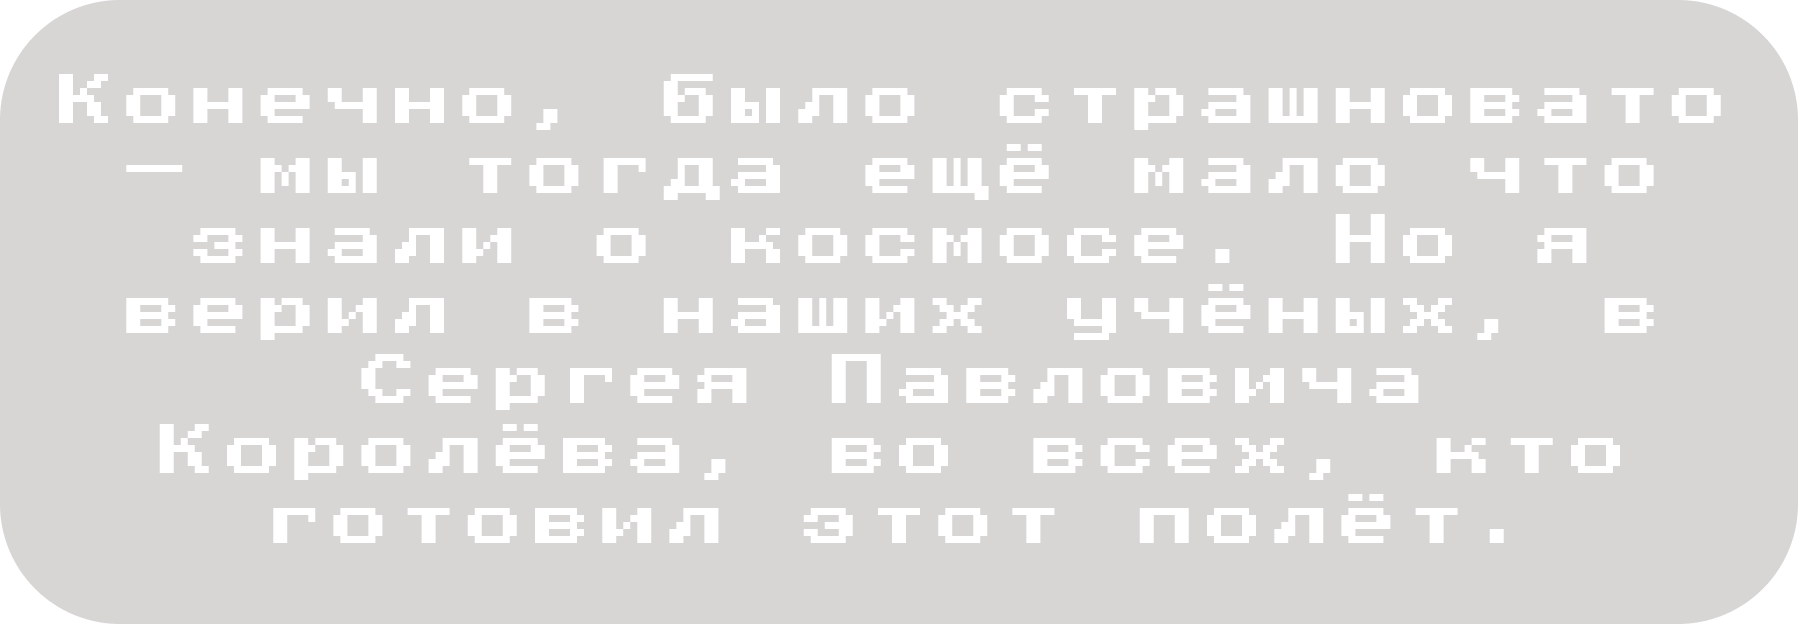 Конечно, было страшновато
— мы тогда ещё мало что
знали о космосе. Но я
верил в наших учёных, в
Сергея Павловича
Королёва, во всех, кто
готовил этот полёт.